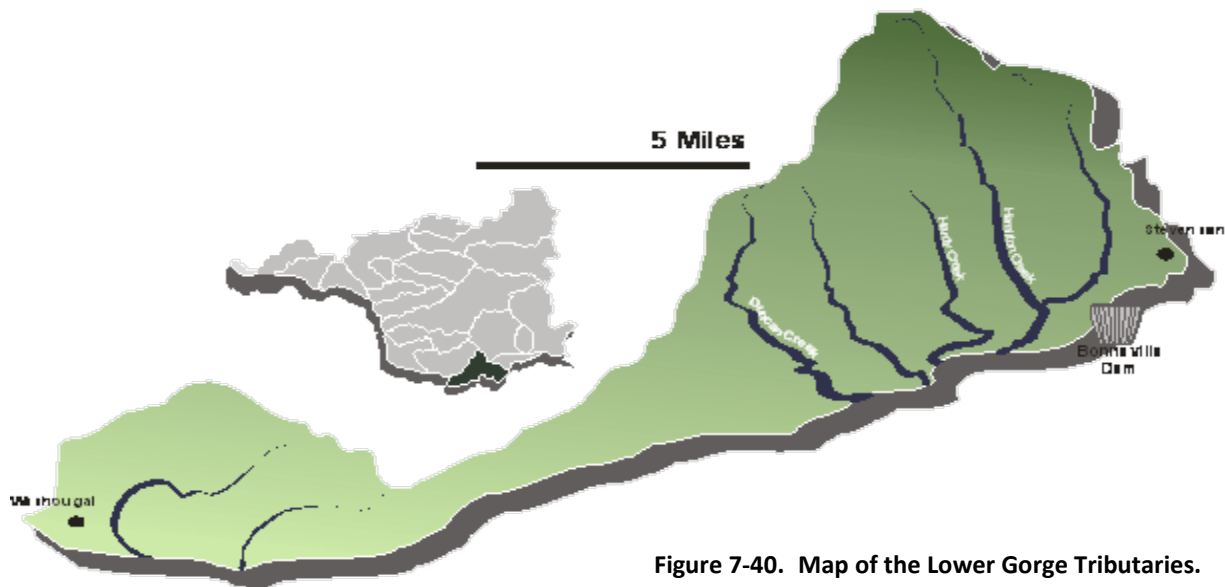 5 Miles
Stevenson
Hardy Creek
Hamilton Creek
Duncan Creek
Bonneville
Dam
Washougal
Figure 7-40. Map of the Lower Gorge Tributaries.